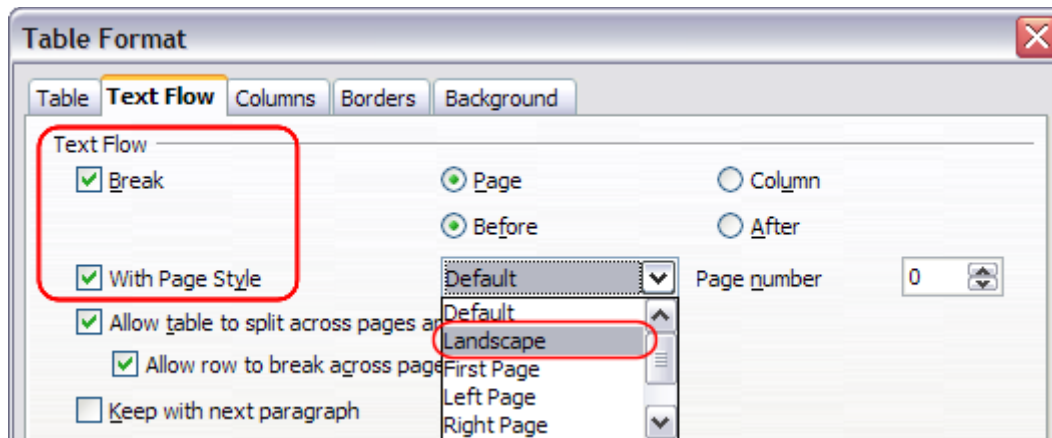 Table Format
Table Text Flow Columns Borders Background
Text Flow
Break Page Column
Before After
With Page Style Default Page number 0
Allow table to split across pages a Default
Landscape
Allow row to break across page First Page
Left Page
Keep with next paragraph Right Page